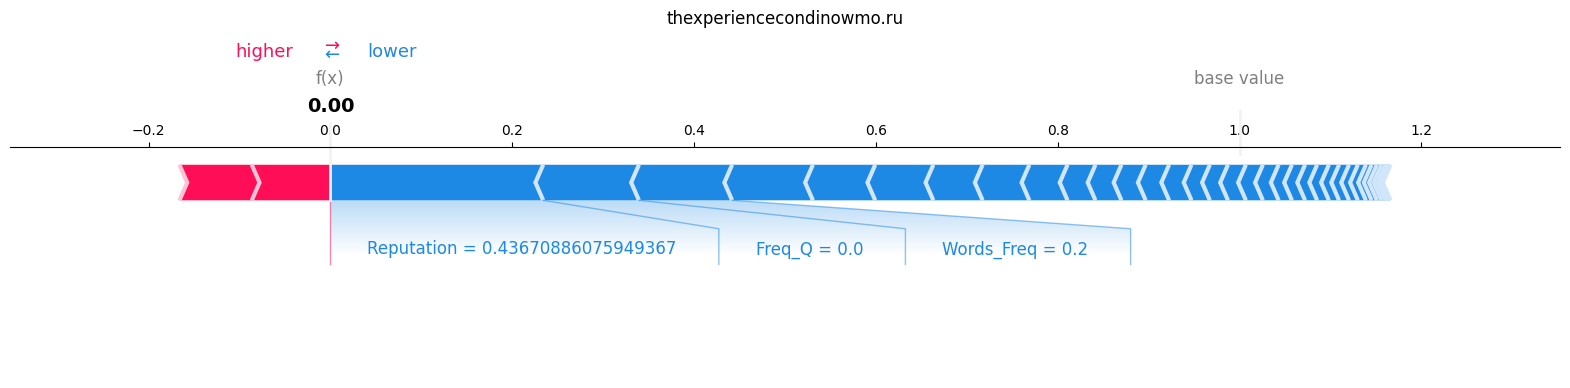 thexperiencecondinowmo.ru
higher → ← lower
f(x) base value
0.00
−0.2 0.0 0.2 0.4 0.6 0.8 1.0 1.2
Reputation = 0.43670886075949367 Freq_Q = 0.0 Words_Freq = 0.2